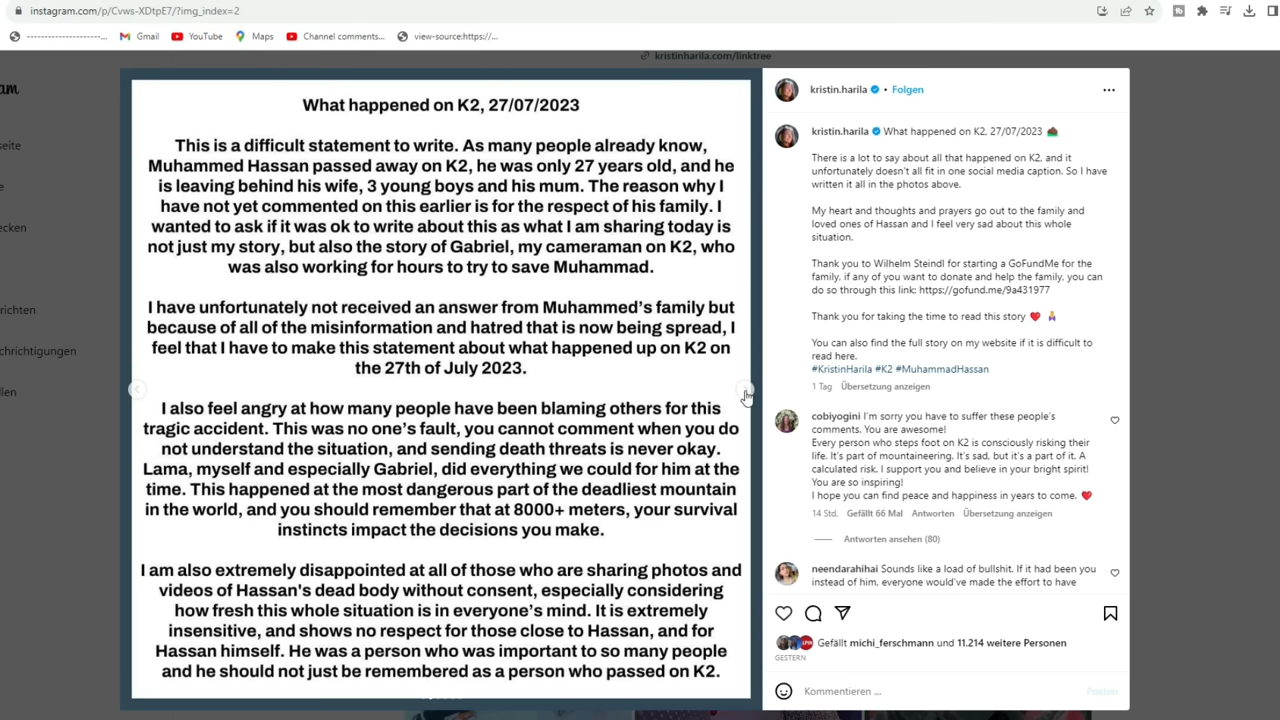 instagram.com/p/Cvws-XDtpE7/?img_index=2
--------------------... Gmail YouTube Maps Channel comments... view-source:https://...
kristinharila.com/linktree
am
seite
e
ecken
richten
chrichtigungen
len
What happened on K2, 27/07/2023
This is a difficult statement to write. As many people already know,
Muhammed Hassan passed away on K2, he was only 27 years old, and he
is leaving behind his wife, 3 young boys and his mum. The reason why I
have not yet commented on this earlier is for the respect of his family. I
wanted to ask if it was ok to write about this as what I am sharing today is
not just my story, but also the story of Gabriel, my cameraman on K2, who
was also working for hours to try to save Muhammad.
I have unfortunately not received an answer from Muhammed's family but
because of all of the misinformation and hatred that is now being spread, I
feel that I have to make this statement about what happened up on K2 on
the 27th of July 2023.
I also feel angry at how many people have been blaming others for this
tragic accident. This was no one's fault, you cannot comment when you do
not understand the situation, and sending death threats is never okay.
Lama, myself and especially Gabriel, did everything we could for him at the
time. This happened at the most dangerous part of the deadliest mountain
in the world, and you should remember that at 8000+ meters, your survival
instincts impact the decisions you make.
I am also extremely disappointed at all of those who are sharing photos and
videos of Hassan's dead body without consent, especially considering
how fresh this whole situation is in everyone's mind. It is extremely
insensitive, and shows no respect for those close to Hassan, and for
Hassan himself. He was a person who was important to so many people
and he should not just be remembered as a person who passed on K2.
kristin.harila • Folgen
kristin.harila What happened on K2, 27/07/2023
There is a lot to say about all that happened on K2, and it
unfortunately doesn't all fit in one social media caption. So I have
written it all in the photos above.
My heart and thoughts and prayers go out to the family and
loved ones of Hassan and I feel very sad about this whole
situation.
Thank you to Wilhelm Steindl for starting a GoFundMe for the
family. if any of you want to donate and help the family, you can
do so through this link: https://gofund.me/9a431977
Thank you for taking the time to read this story
You can also find the full story on my website if it is difficult to
read here.
#KristinHarila #K2 #MuhammadHassan
1 Tag Übersetzung anzeigen
cobiyogini I'm sorry you have to suffer these people's
comments. You are awesome!
Every person who steps foot on K2 is consciously risking their
life. It's part of mountaineering. It's sad, but it's a part of it. A
calculated risk. I support you and believe in your bright spirit!
You are so inspiring!
I hope you can find peace and happiness in years to come.
14 Std. Gefällt 66 Mal Antworten Übersetzung anzeigen
Antworten ansehen (80)
neendarahihai Sounds like a load of bullshit. If it had been you
instead of him, everyone would've made the effort to have
Gefällt michi_ferschmann und 11.214 weitere Personen
GESTERN
Kommentieren ...
Posten